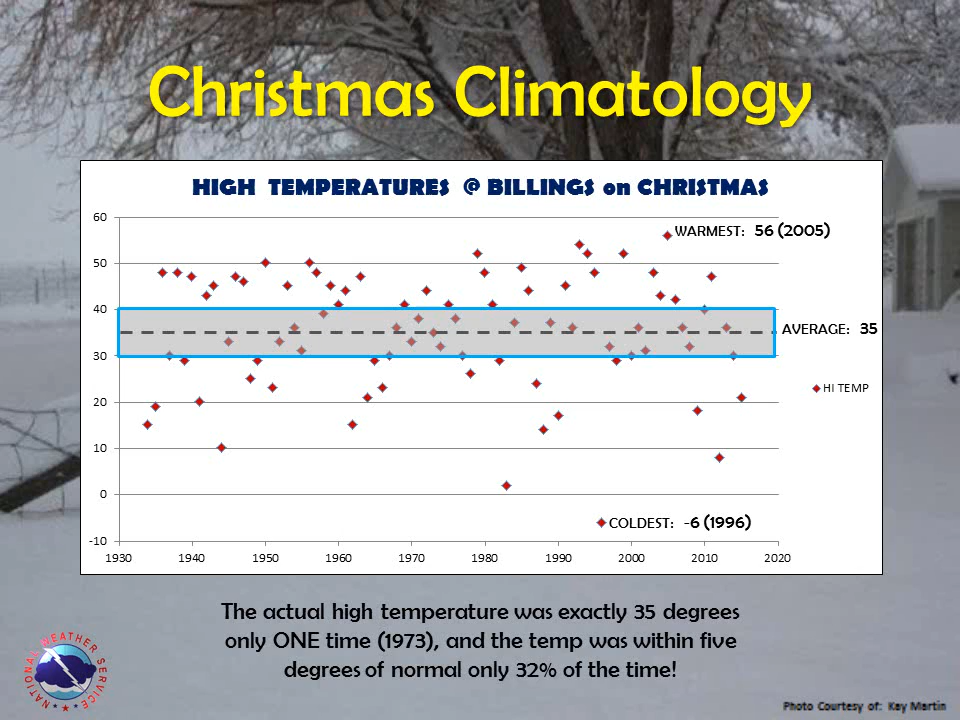 Christmas Climatology
HIGH TEMPERATURES @ BILLINGS on CHRISTMAS
60
WARMEST: 56 (2005)
50
40
AVERAGE: 35
30
HI TEMP
20
10
0
COLDEST: -6 (1996)
-10
1930 1940 1950 1960 1970 1980 1990 2000 2010 2020
The actual high temperature was exactly 35 degrees
only ONE time (1973), and the temp was within five
degrees of normal only 32% of the time!
NATIONAL WEATHER SERVICE
Photo Courtesy of: Kay Martin